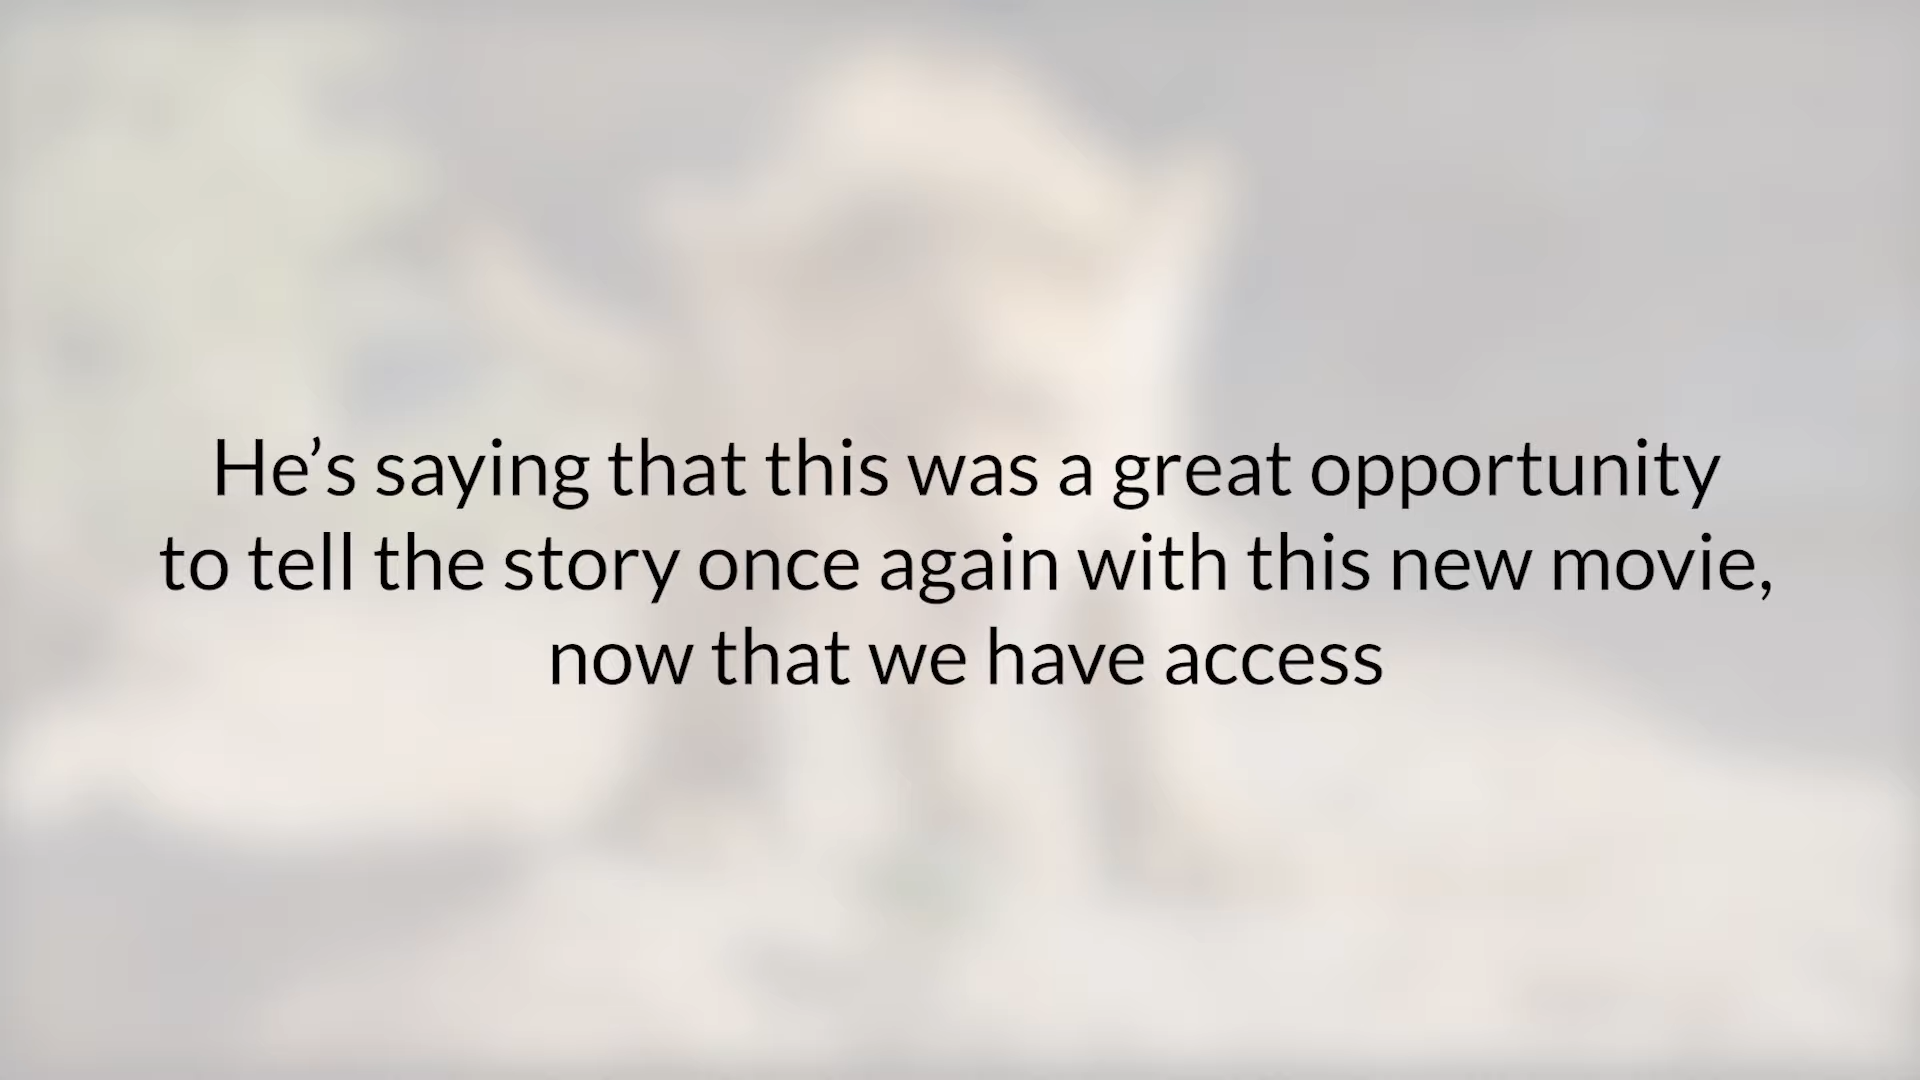 He’s saying that this was a great opportunity
to tell the story once again with this new movie,
now that we have access